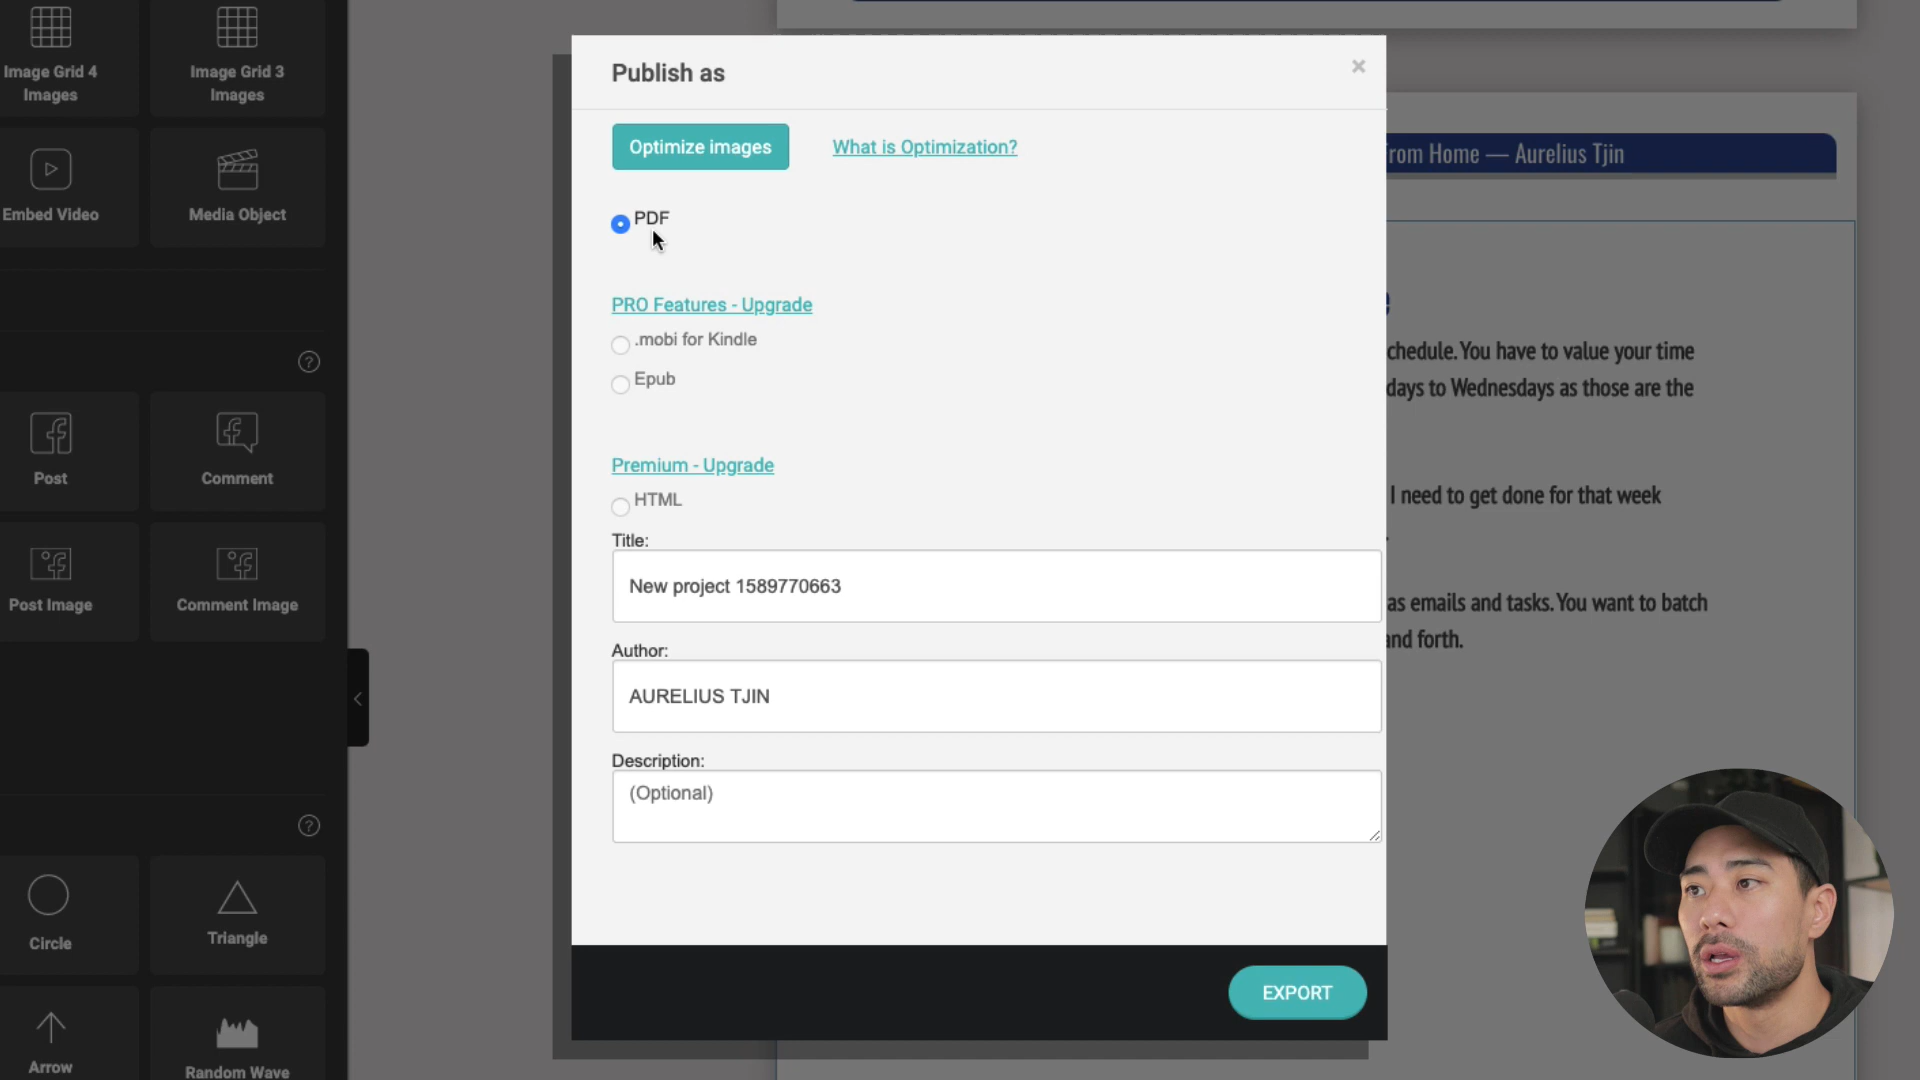 Image Grid 4
Images
Image Grid 3
Images
Embed Video
Media Object
Post
Comment
Post Image
Comment Image
Circle
Triangle
Arrow
Random Wave
Publish as
×
Optimize images
What is Optimization?
PDF
PRO Features - Upgrade
.mobi for Kindle
Epub
Premium - Upgrade
HTML
Title:
New project 1589770663
Author:
AURELIUS TJIN
Description:
(Optional)
EXPORT
From Home — Aurelius Tjin
chedule. You have to value your time
days to Wednesdays as those are the
I need to get done for that week
as emails and tasks. You want to batch
and forth.